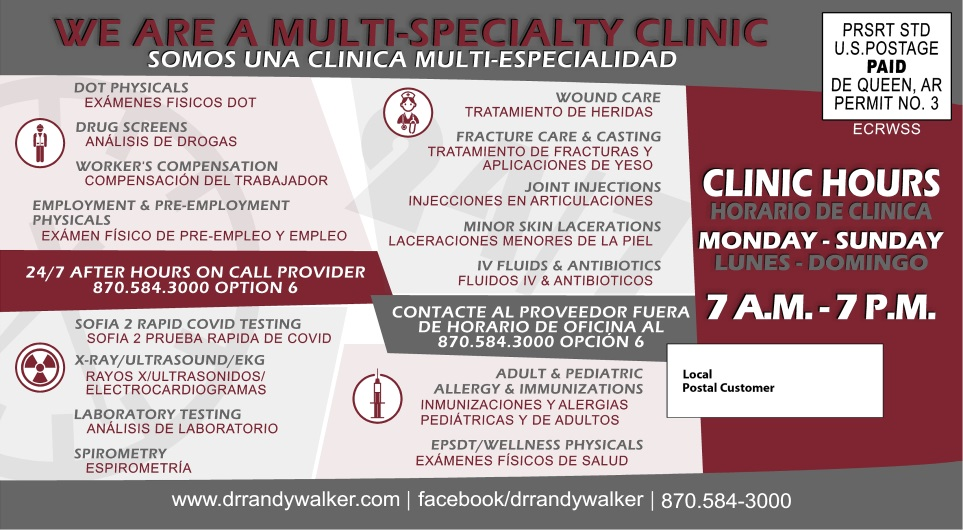 WE ARE A MULTI-SPECIALTY CLINIC
SOMOS UNA CLINICA MULTI-ESPECIALIDAD
DOT PHYSICALS
EXÁMENES FISICOS DOT
DRUG SCREENS
ANÁLISIS DE DROGAS
WORKER'S COMPENSATION
COMPENSACIÓN DEL TRABAJADOR
EMPLOYMENT & PRE-EMPLOYMENT
PHYSICALS
EXÁMEN FÍSICO DE PRE-EMPLEO Y EMPLEO
24/7 AFTER HOURS ON CALL PROVIDER
870.584.3000 OPTION 6
SOFIA 2 RAPID COVID TESTING
SOFIA 2 PRUEBA RAPIDA DE COVID
X-RAY/ULTRASOUND/EKG
RAYOS X/ULTRASONIDOS/
ELECTROCARDIOGRAMAS
LABORATORY TESTING
ANÁLISIS DE LABORATORIO
SPIROMETRY
ESPIROMETRÍA
WOUND CARE
TRATAMIENTO DE HERIDAS
FRACTURE CARE & CASTING
TRATAMIENTO DE FRACTURAS Y
APLICACIONES DE YESO
JOINT INJECTIONS
INJECCIONES EN ARTICULACIONES
MINOR SKIN LACERATIONS
LACERACIONES MENORES DE LA PIEL
IV FLUIDS & ANTIBIOTICS
FLUIDOS IV & ANTIBIOTICOS
CONTACTE AL PROVEEDOR FUERA
DE HORARIO DE OFICINA AL
870.584.3000 OPCIÓN 6
ADULT & PEDIATRIC
ALLERGY & IMMUNIZATIONS
INMUNIZACIONES Y ALERGIAS
PEDIÁTRICAS Y DE ADULTOS
EPSDT/WELLNESS PHYSICALS
EXÁMENES FÍSICOS DE SALUD
PRSRT STD
U.S.POSTAGE
PAID
DE QUEEN, AR
PERMIT NO. 3
ECRWSS
CLINIC HOURS
HORARIO DE CLINICA
MONDAY - SUNDAY
LUNES - DOMINGO
7 A.M. - 7 P.M.
Local
Postal Customer
www.drrandywalker.com | facebook/drrandywalker | 870.584-3000